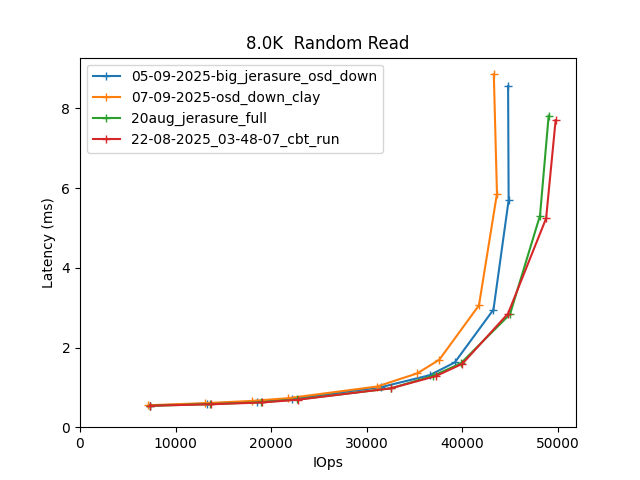 8.0K  Random Read
05-09-2025-big_jerasure_osd_down
07-09-2025-osd_down_clay
20aug_jerasure_full
22-08-2025_03-48-07_cbt_run
Latency (ms)
8
6
4
2
0
0 10000 20000 30000 40000 50000
IOps